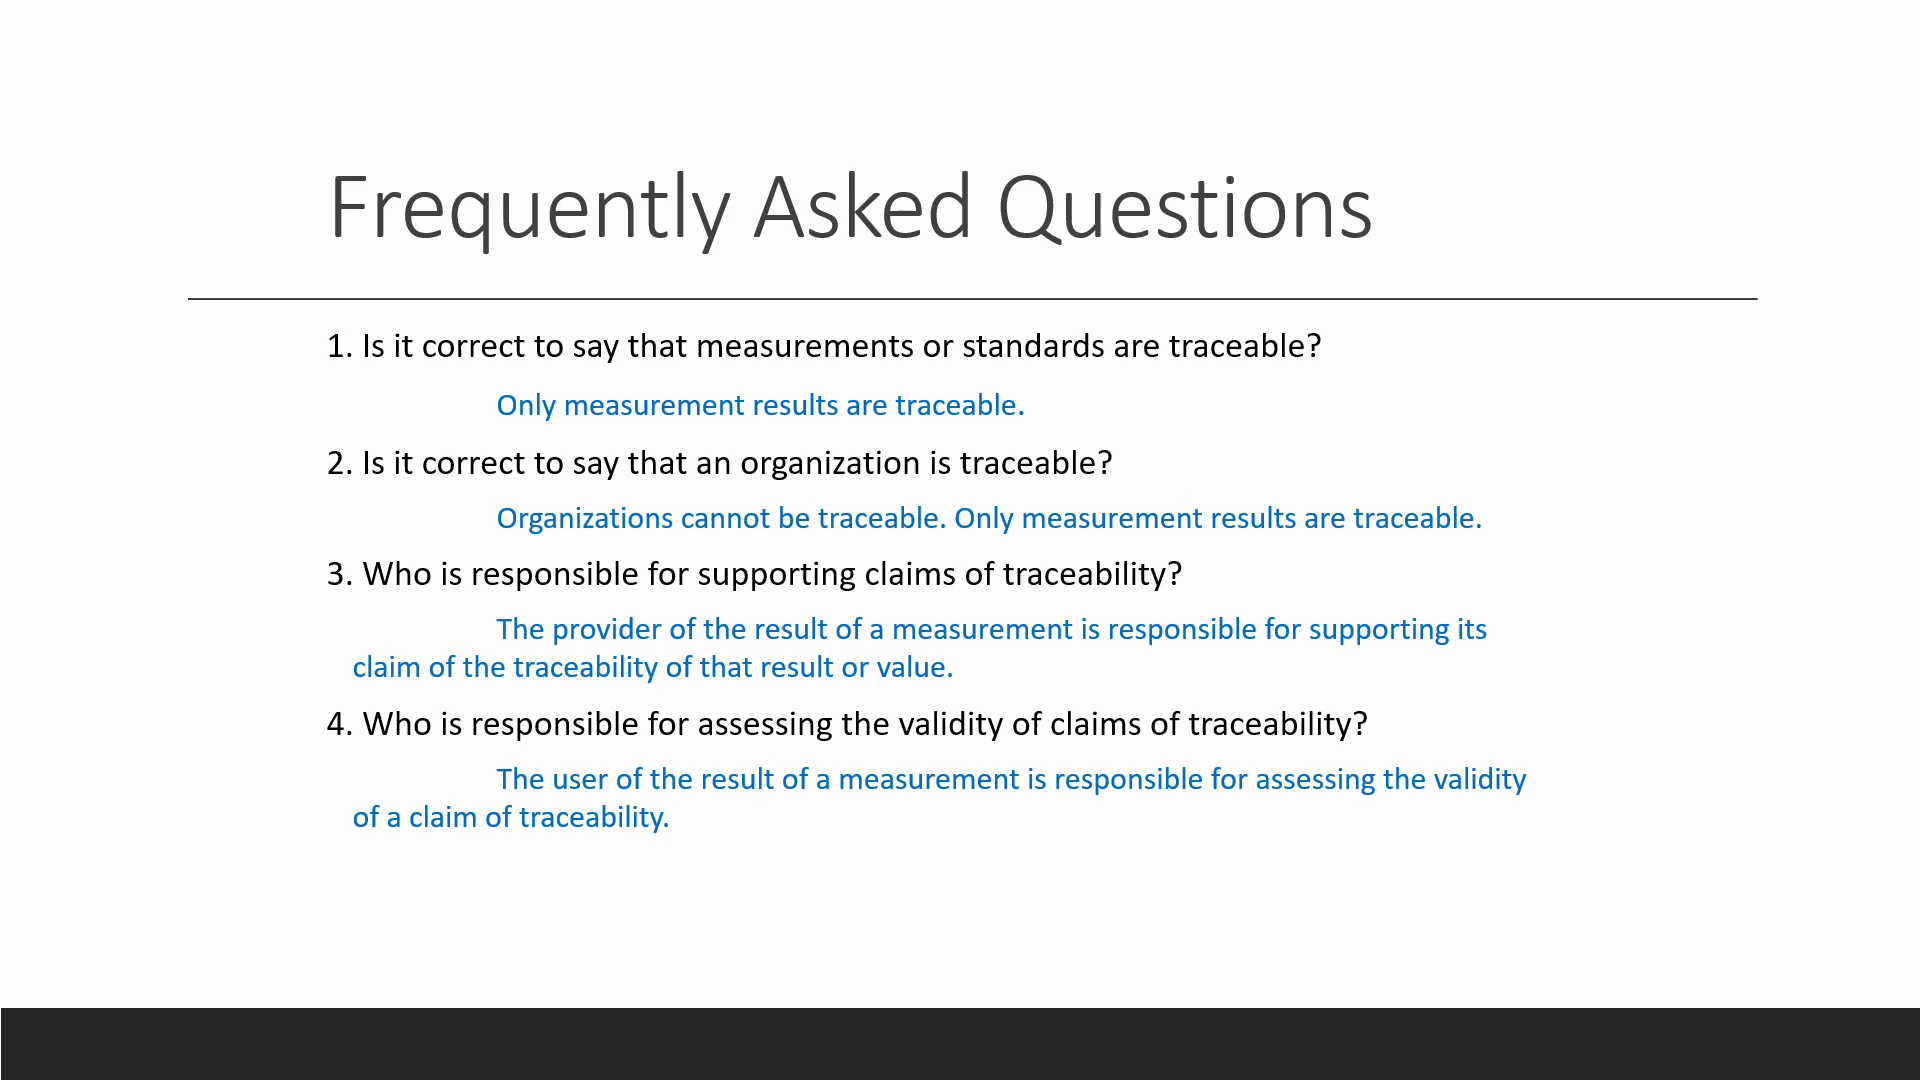 Frequently Asked Questions
1. Is it correct to say that measurements or standards are traceable?
Only measurement results are traceable.
2. Is it correct to say that an organization is traceable?
Organizations cannot be traceable. Only measurement results are traceable.
3. Who is responsible for supporting claims of traceability?
The provider of the result of a measurement is responsible for supporting its
claim of the traceability of that result or value.
4. Who is responsible for assessing the validity of claims of traceability?
The user of the result of a measurement is responsible for assessing the validity
of a claim of traceability.